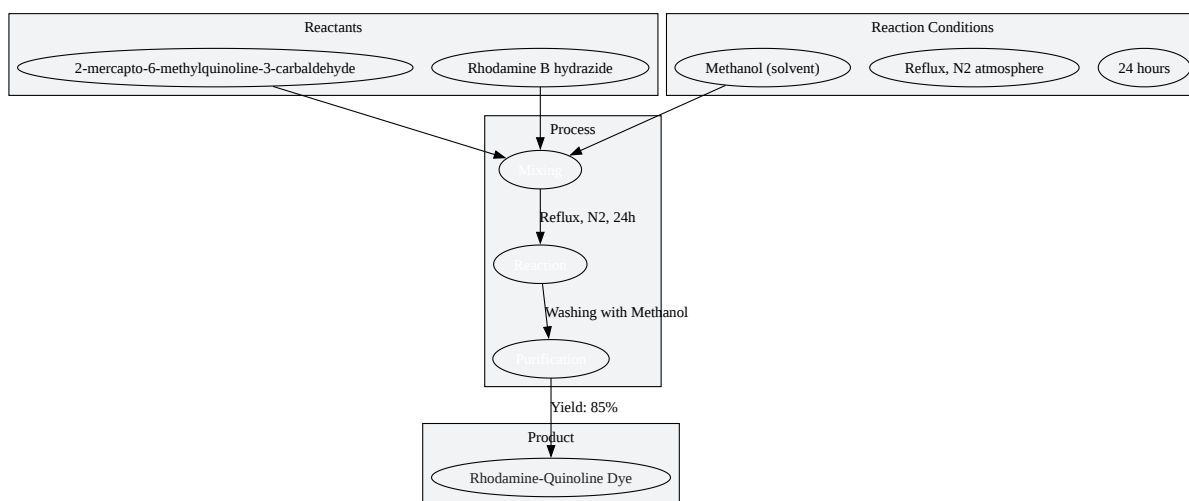 Reactants
Reaction Conditions
2-mercapto-6-methylquinoline-3-carbaldehyde
Rhodamine B hydrazide
Methanol (solvent)
Reflux, N2 atmosphere
24 hours
Process
Mixing
Reflux, N2, 24h
Reaction
Washing with Methanol
Purification
Yield: 85%
Product
Rhodamine-Quinoline Dye